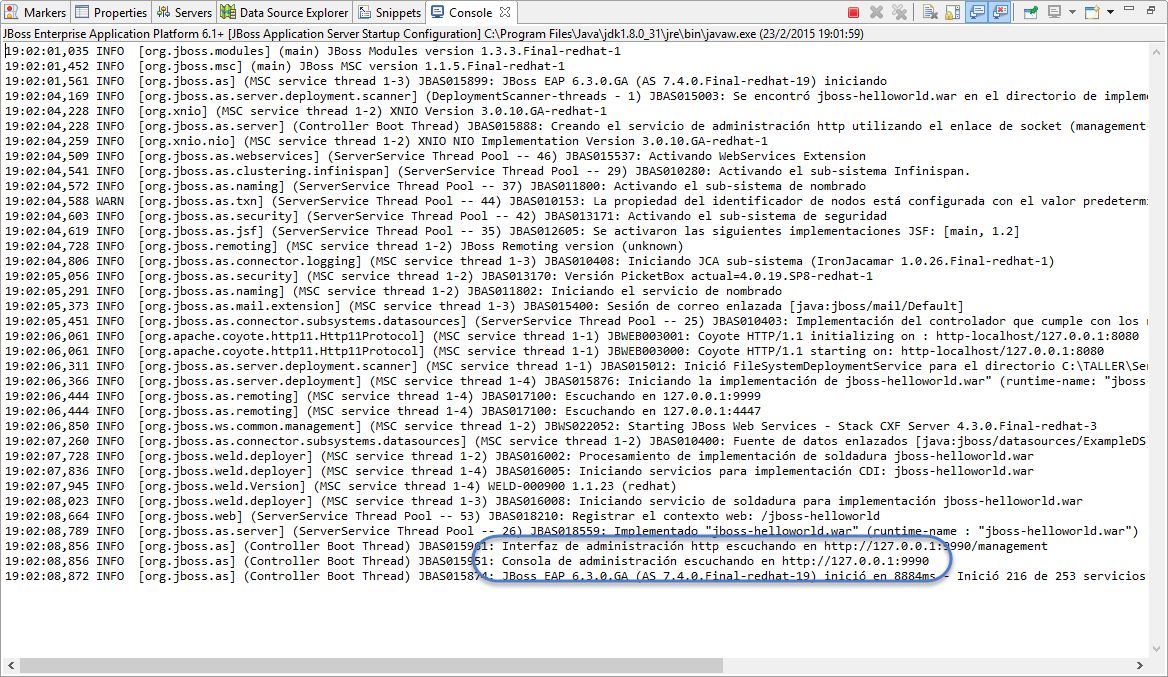 Markers Properties Servers Data Source Explorer Snippets Console
JBoss Enterprise Application Platform 6.1+ [JBoss Application Server Startup Configuration] C:\Program Files\Java\jdk1.8.0_31\jre\bin\javaw.exe (23/2/2015 19:01:59)
19:02:01,035 INFO  [org.jboss.modules] (main) JBoss Modules version 1.3.3.Final-redhat-1
19:02:01,452 INFO  [org.jboss.msc] (main) JBoss MSC version 1.1.5.Final-redhat-1
19:02:01,561 INFO  [org.jboss.as] (MSC service thread 1-3) JBAS015899: JBoss EAP 6.3.0.GA (AS 7.4.0.Final-redhat-19) iniciando
19:02:04,169 INFO  [org.jboss.as.server.deployment.scanner] (DeploymentScanner-threads - 1) JBAS015003: Se encontró jboss-helloworld.war en el directorio de impleme
19:02:04,228 INFO  [org.xnio] (MSC service thread 1-2) XNIO Version 3.0.10.GA-redhat-1
19:02:04,228 INFO  [org.jboss.as.server] (Controller Boot Thread) JBAS015888: Creando el servicio de administración http utilizando el enlace de socket (management
19:02:04,259 INFO  [org.xnio.nio] (MSC service thread 1-2) XNIO NIO Implementation Version 3.0.10.GA-redhat-1
19:02:04,509 INFO  [org.jboss.as.webservices] (ServerService Thread Pool -- 46) JBAS015537: Activando WebServices Extension
19:02:04,541 INFO  [org.jboss.as.clustering.infinispan] (ServerService Thread Pool -- 29) JBAS010280: Activando el sub-sistema Infinispan.
19:02:04,572 INFO  [org.jboss.as.naming] (ServerService Thread Pool -- 37) JBAS011800: Activando el sub-sistema de nombrado
19:02:04,588 WARN  [org.jboss.as.txn] (ServerService Thread Pool -- 44) JBAS010153: La propiedad del identificador de nodos está configurada con el valor predetermi
19:02:04,603 INFO  [org.jboss.as.security] (ServerService Thread Pool -- 42) JBAS013171: Activando el sub-sistema de seguridad
19:02:04,619 INFO  [org.jboss.as.jsf] (ServerService Thread Pool -- 35) JBAS012605: Se activaron las siguientes implementaciones JSF: [main, 1.2]
19:02:04,728 INFO  [org.jboss.remoting] (MSC service thread 1-2) JBoss Remoting version (unknown)
19:02:04,806 INFO  [org.jboss.as.connector.logging] (MSC service thread 1-3) JBAS010408: Iniciando JCA sub-sistema (IronJacamar 1.0.26.Final-redhat-1)
19:02:05,056 INFO  [org.jboss.as.security] (MSC service thread 1-2) JBAS013170: Versión PicketBox actual=4.0.19.SP8-redhat-1
19:02:05,291 INFO  [org.jboss.as.naming] (MSC service thread 1-2) JBAS011802: Iniciando el servicio de nombrado
19:02:05,373 INFO  [org.jboss.as.mail.extension] (MSC service thread 1-3) JBAS015400: Sesión de correo enlazada [java:jboss/mail/Default]
19:02:05,451 INFO  [org.jboss.as.connector.subsystems.datasources] (ServerService Thread Pool -- 25) JBAS010403: Implementación del controlador que cumple con los
19:02:06,061 INFO  [org.apache.coyote.http11.Http11Protocol] (MSC service thread 1-1) JBWEB003001: Coyote HTTP/1.1 initializing on : http-localhost/127.0.0.1:8080
19:02:06,061 INFO  [org.apache.coyote.http11.Http11Protocol] (MSC service thread 1-1) JBWEB003000: Coyote HTTP/1.1 starting on: http-localhost/127.0.0.1:8080
19:02:06,311 INFO  [org.jboss.as.server.deployment.scanner] (MSC service thread 1-1) JBAS015012: Inició FileSystemDeploymentService para el directorio C:\TALLER\Se
19:02:06,366 INFO  [org.jboss.as.server.deployment] (MSC service thread 1-4) JBAS015876: Iniciando la implementación de jboss-helloworld.war" (runtime-name: "jboss
19:02:06,444 INFO  [org.jboss.as.remoting] (MSC service thread 1-4) JBAS017100: Escuchando en 127.0.0.1:9999
19:02:06,444 INFO  [org.jboss.as.remoting] (MSC service thread 1-4) JBAS017100: Escuchando en 127.0.0.1:4447
19:02:06,850 INFO  [org.jboss.ws.common.management] (MSC service thread 1-2) JBWS022052: Starting JBoss Web Services - Stack CXF Server 4.3.0.Final-redhat-3
19:02:07,260 INFO  [org.jboss.as.connector.subsystems.datasources] (MSC service thread 1-2) JBAS010400: Fuente de datos enlazados [java:jboss/datasources/ExampleDS
19:02:07,728 INFO  [org.jboss.weld.deployer] (MSC service thread 1-2) JBAS016002: Procesamiento de implementación de soldadura jboss-helloworld.war
19:02:07,836 INFO  [org.jboss.weld.deployer] (MSC service thread 1-4) JBAS016005: Iniciando servicios para implementación CDI: jboss-helloworld.war
19:02:07,945 INFO  [org.jboss.weld.Version] (MSC service thread 1-4) WELD-000900 1.1.23 (redhat)
19:02:08,023 INFO  [org.jboss.weld.deployer] (MSC service thread 1-3) JBAS016008: Iniciando servicio de soldadura para implementación jboss-helloworld.war
19:02:08,664 INFO  [org.jboss.web] (ServerService Thread Pool -- 53) JBAS018210: Registrar el contexto web: /jboss-helloworld
19:02:08,789 INFO  [org.jboss.as.server] (ServerService Thread Pool -- 26) JBAS018559: Implementado "jboss-helloworld.war" (runtime-name : "jboss-helloworld.war")
19:02:08,856 INFO  [org.jboss.as] (Controller Boot Thread) JBAS015961: Interfaz de administración http escuchando en http://127.0.0.1:9990/management
19:02:08,856 INFO  [org.jboss.as] (Controller Boot Thread) JBAS015951: Consola de administración escuchando en http://127.0.0.1:9990
19:02:08,872 INFO  [org.jboss.as] (Controller Boot Thread) JBAS015874: JBoss EAP 6.3.0.GA (AS 7.4.0.Final-redhat-19) inició en 8884ms - Inició 216 de 253 servicios